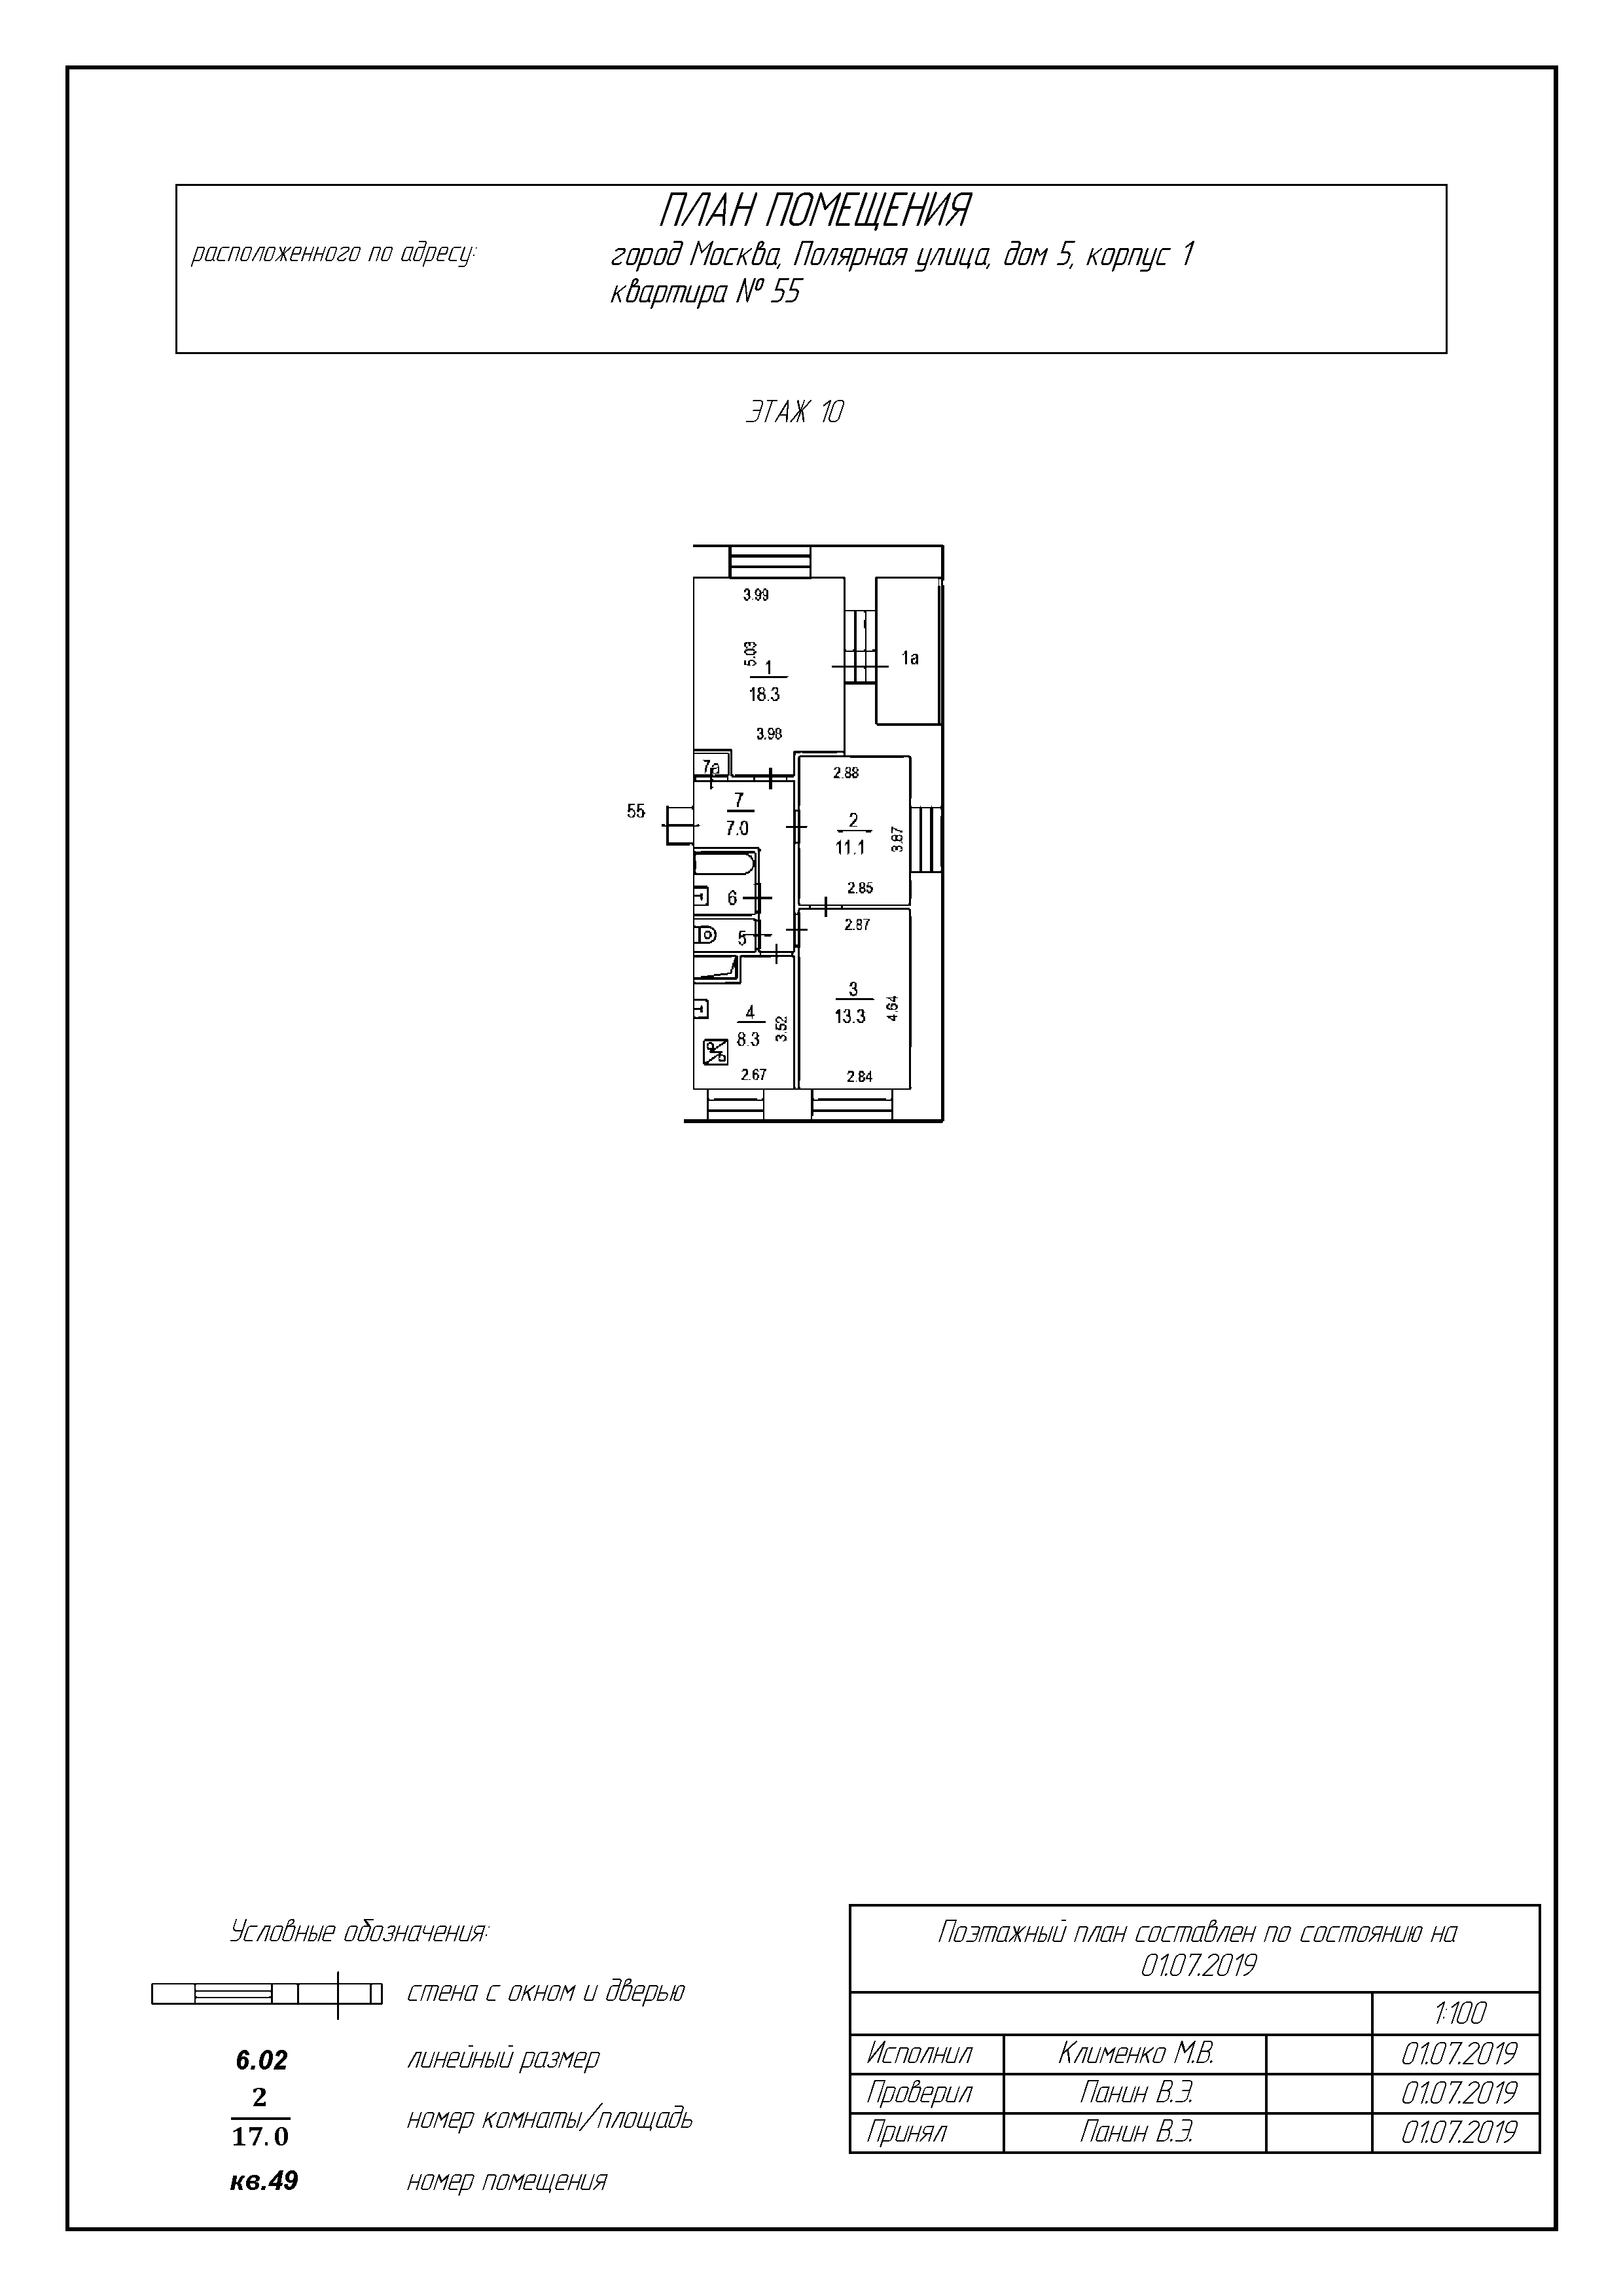 ПЛАН ПОМЕЩЕНИЯ
расположенного по адресу: город Москва, Полярная улица, дом 5, корпус 1
квартира № 55
ЭТАЖ 10
3.99
5.03
1
18.3
1а
3.98
7а
2.88
7
7.0
55
2
11.1
3.87
2.85
6
2.87
5
3
13.3
4.64
4
8.3
3.52
2.67
2.84
Условные обозначения:
стена с окном и дверью
6.02 линейный размер
2
17.0
номер комнаты/площадь
кв.49 номер помещения
Поэтажный план составлен по состоянию на
01.07.2019
1:100
Исполнил Клименко М.В. 01.07.2019
Проверил Панин В.Э. 01.07.2019
Принял Панин В.Э. 01.07.2019